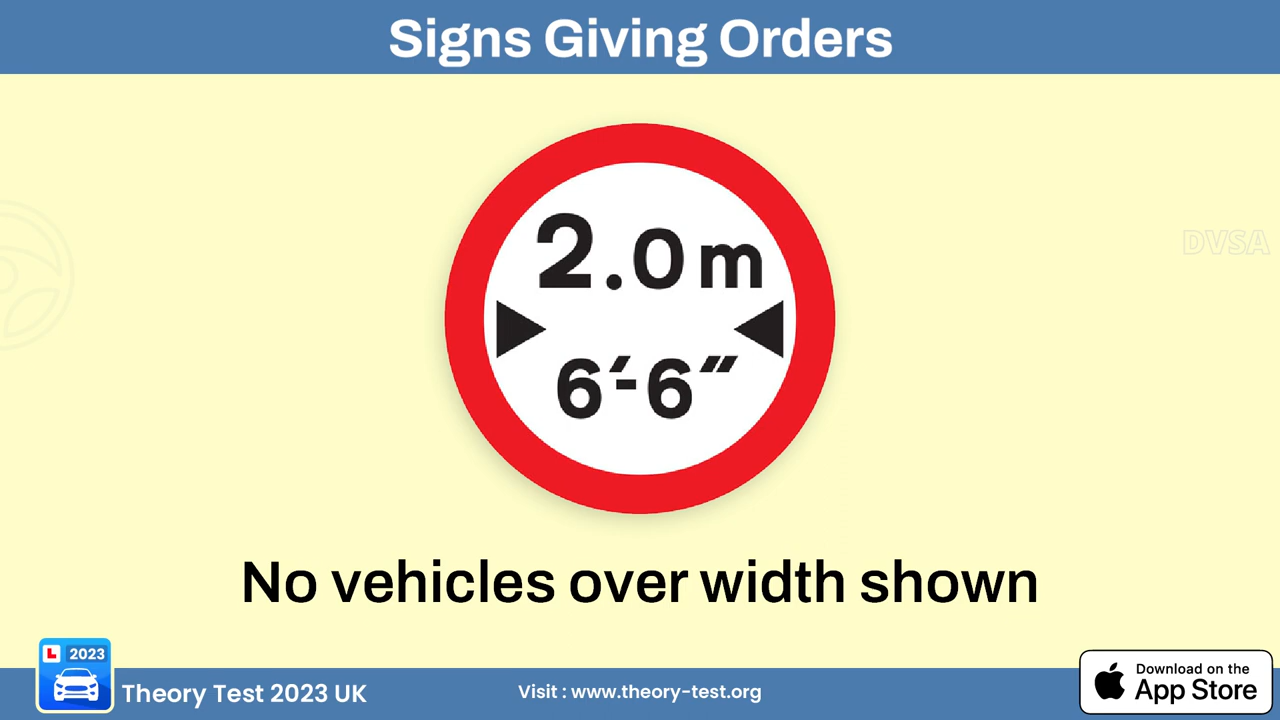 Signs Giving Orders
2.0m
6'-6"
DVSA
No vehicles over width shown
L 2023
Theory Test 2023 UK
Visit : www.theory-test.org
Download on the
App Store